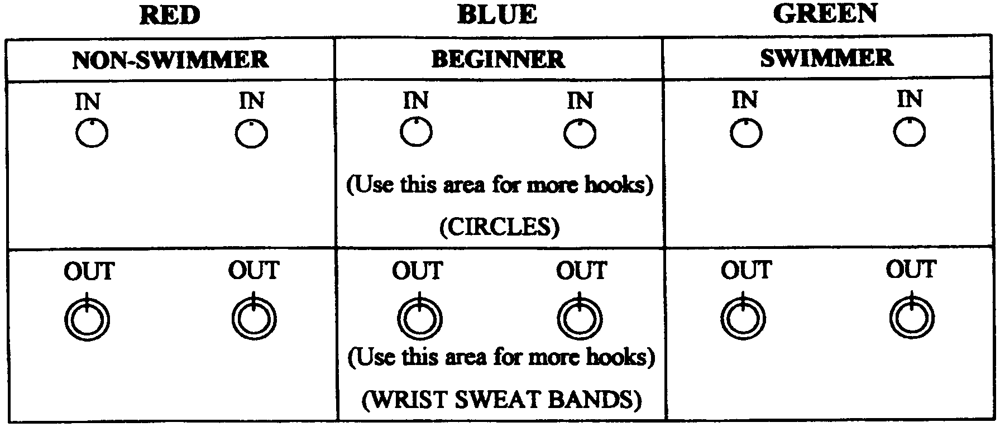 RED BLUE GREEN
NON-SWIMMER BEGINNER SWIMMER
IN IN IN IN IN IN
(Use this area for more hooks)
(CIRCLES)
OUT OUT OUT OUT OUT OUT
(Use this area for more hooks)
(WRIST SWEAT BANDS)